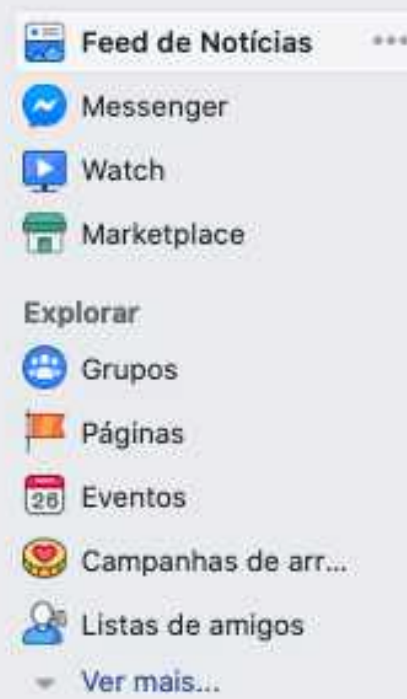 Feed de Notícias
Messenger
Watch
Marketplace
Explorar
Grupos
Páginas
26
Eventos
Campanhas de arr...
Listas de amigos
Ver mais...